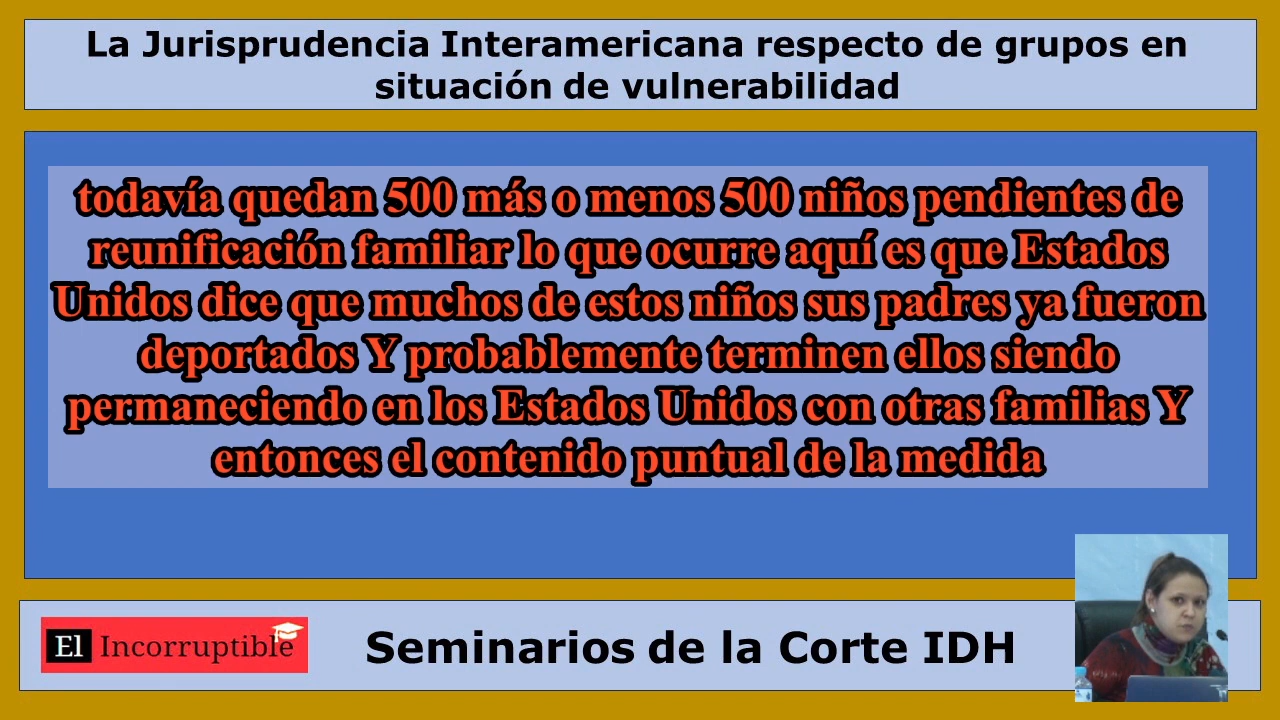 La Jurisprudencia Interamericana respecto de grupos en
situación de vulnerabilidad
todavía quedan 500 más o menos 500 niños pendientes de
reunificación familiar lo que ocurre aquí es que Estados
Unidos dice que muchos de estos niños sus padres ya fueron
deportados Y probablemente terminen ellos siendo
permaneciendo en los Estados Unidos con otras familias Y
entonces el contenido puntual de la medida
El Incorruptible
Seminarios de la Corte IDH